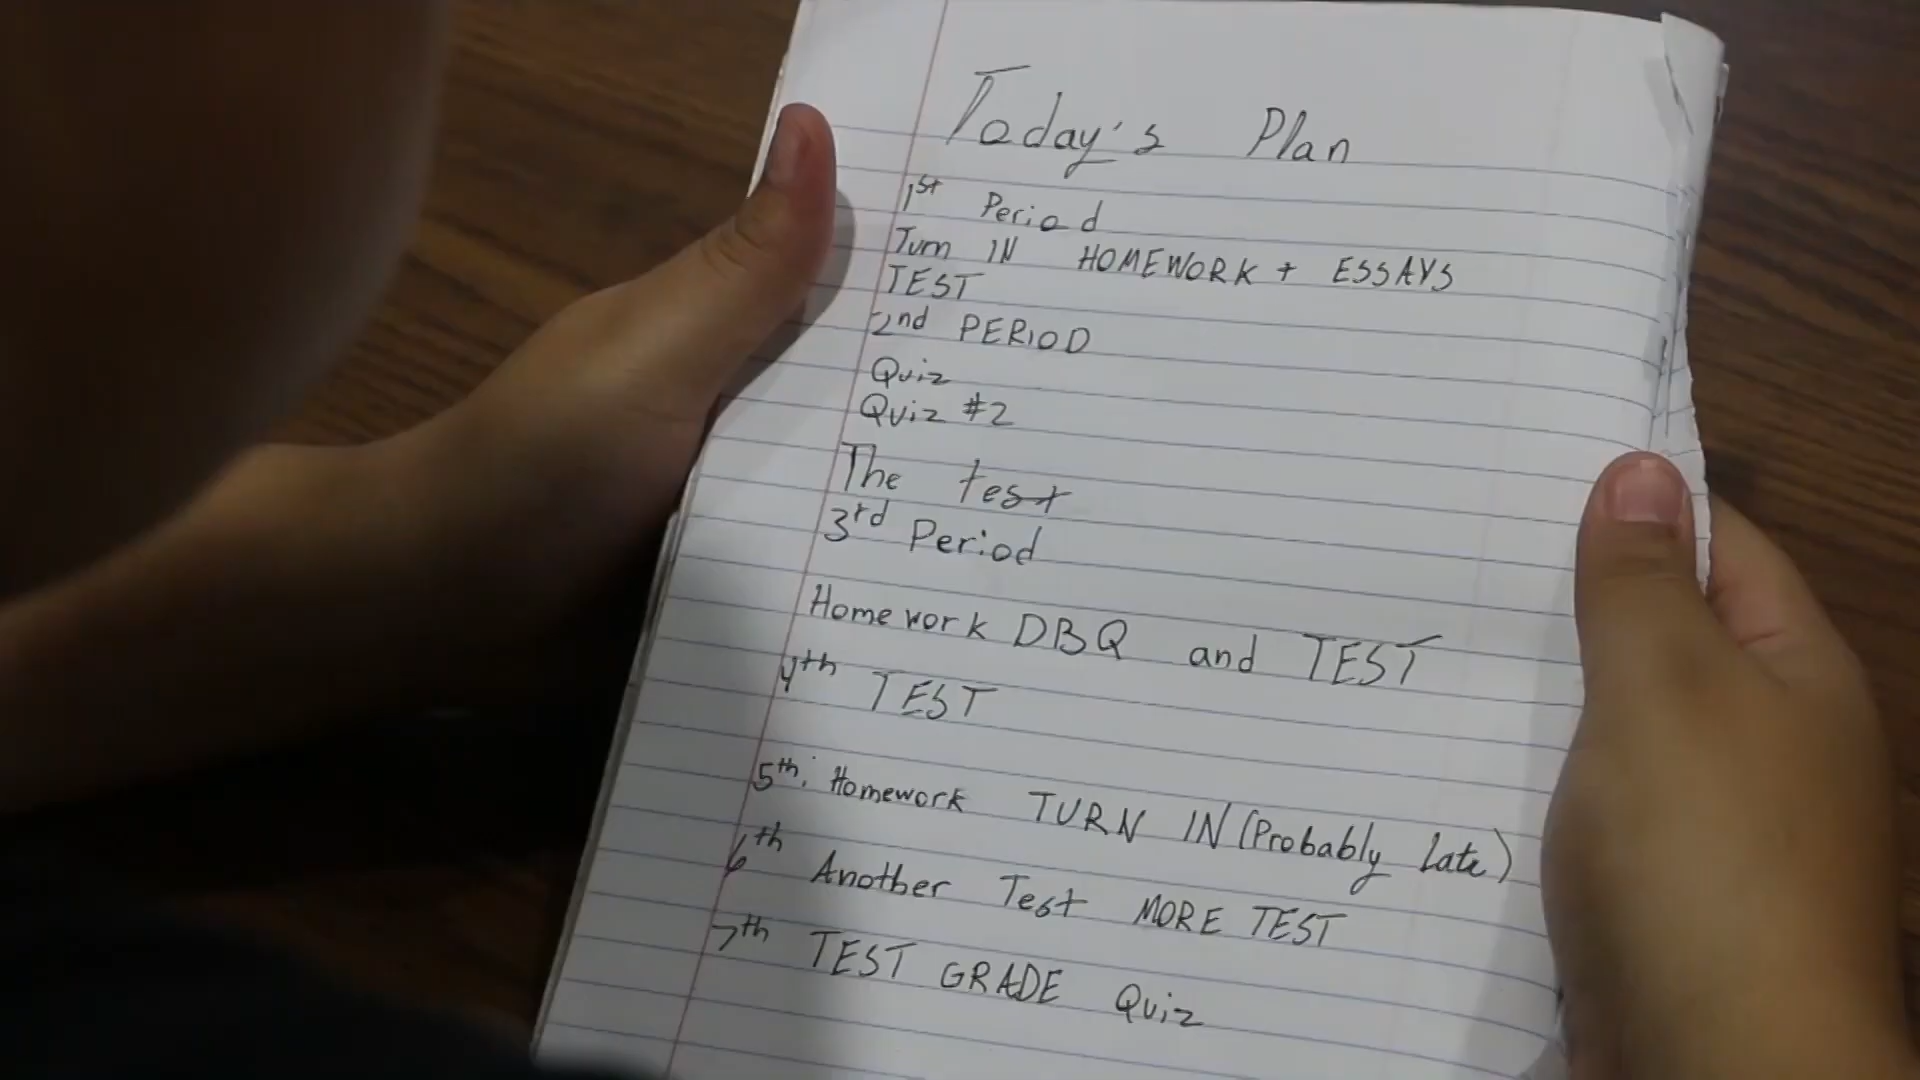 Today's Plan
1st Period
Turn IN HOMEWORK + ESSAYS
TEST
2nd PERIOD
Quiz
Quiz #2
The test
3rd Period
Homework DBQ and TEST
4th TEST
5th: Homework TURN IN (Probably late)
6th Another Test MORE TEST
7th TEST GRADE Quiz